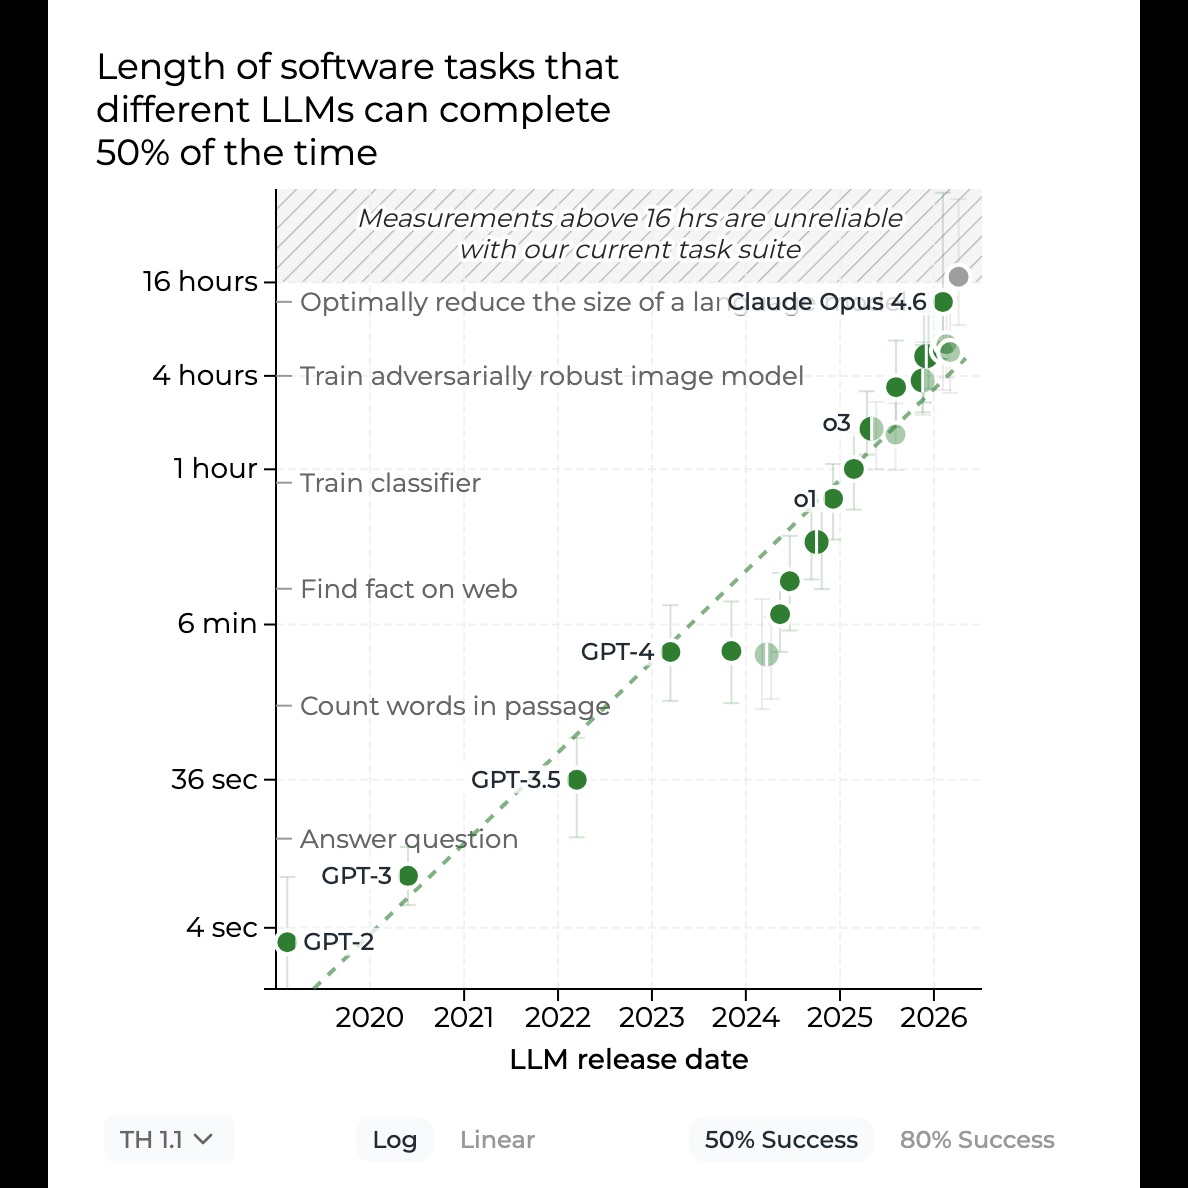 Length of software tasks that
different LLMs can complete
50% of the time
Measurements above 16 hrs are unreliable
with our current task suite
16 hours
Optimally reduce the size of a language model
Claude Opus 4.6
4 hours
Train adversarially robust image model
o3
1 hour
Train classifier
o1
Find fact on web
6 min
GPT-4
Count words in passage
36 sec
GPT-3.5
Answer question
GPT-3
4 sec
GPT-2
2020 2021 2022 2023 2024 2025 2026
LLM release date
TH 1.1 Log Linear 50% Success 80% Success